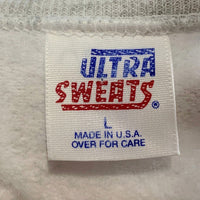 ULTRA
SWEATS®
L
MADE IN U.S.A.
OVER FOR CARE